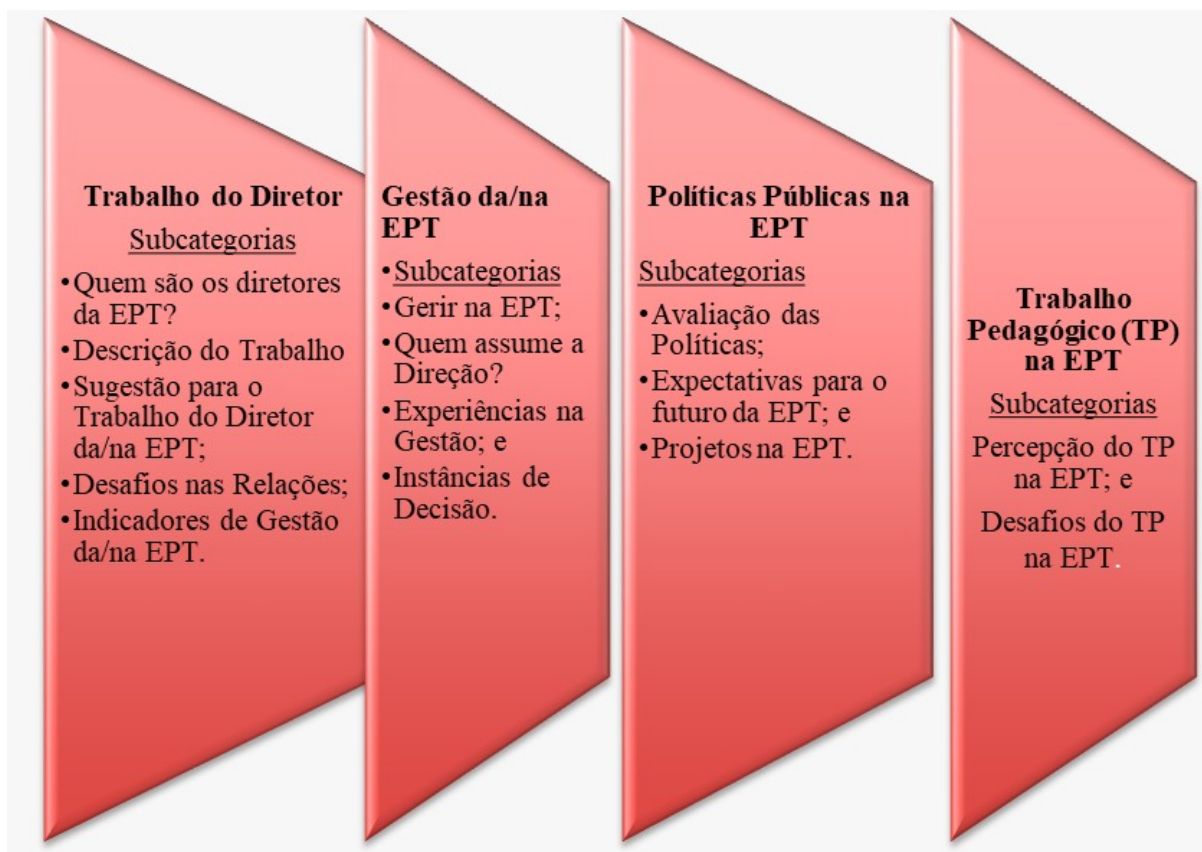 Trabalho do Diretor
Subcategorias
•Quem são os diretores
da EPT?
•Descrição do Trabalho
•Sugestão para o
Trabalho do Diretor
da/na EPT;
•Desafios nas Relações;
•Indicadores de Gestão
da/na EPT.
Gestão da/na
EPT
•Subcategorias
•Gerir na EPT;
•Quem assume a
Direção?
•Experiências na
Gestão; e
•Instâncias de
Decisão.
Políticas Públicas na
EPT
Subcategorias
•Avaliação das
Políticas;
•Expectativas para o
futuro da EPT; e
•Projetos na EPT.
Trabalho
Pedagógico (TP)
na EPT
Subcategorias
Percepção do TP
na EPT; e
Desafios do TP
na EPT.